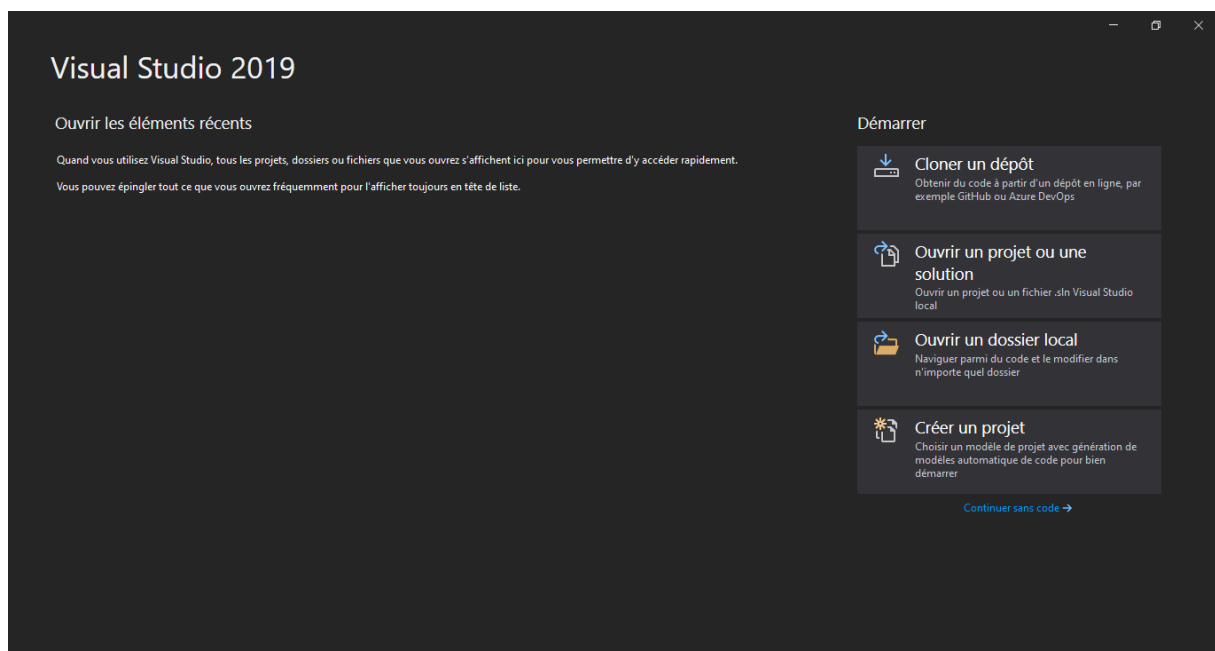 Visual Studio 2019
Ouvrir les éléments récents
Quand vous utilisez Visual Studio, tous les projets, dossiers ou fichiers que vous ouvrez s'affichent ici pour vous permettre d'y accéder rapidement.
Vous pouvez épingler tout ce que vous ouvrez fréquemment pour l'afficher toujours en tête de liste.
Démarrer
Cloner un dépôt
Obtenir du code à partir d'un dépôt en ligne, par
exemple GitHub ou Azure DevOps
Ouvrir un projet ou une
solution
Ouvrir un projet ou un fichier .sln Visual Studio
local
Ouvrir un dossier local
Naviguer parmi du code et le modifier dans
n'importe quel dossier
Créer un projet
Choisir un modèle de projet avec génération de
modèles automatique de code pour bien
démarrer
Continuer sans code →